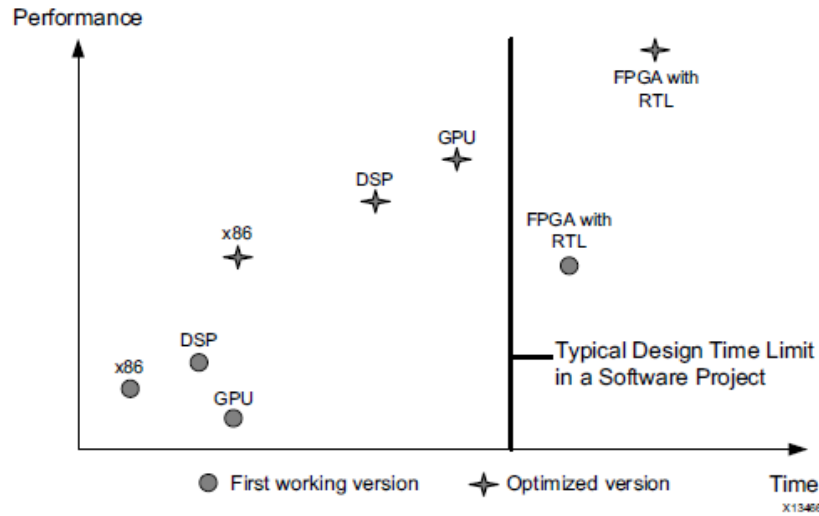 Performance
FPGA with
RTL
GPU
DSP
x86
FPGA with
RTL
DSP
x86
GPU
Typical Design Time Limit
in a Software Project
First working version
Optimized version
Time